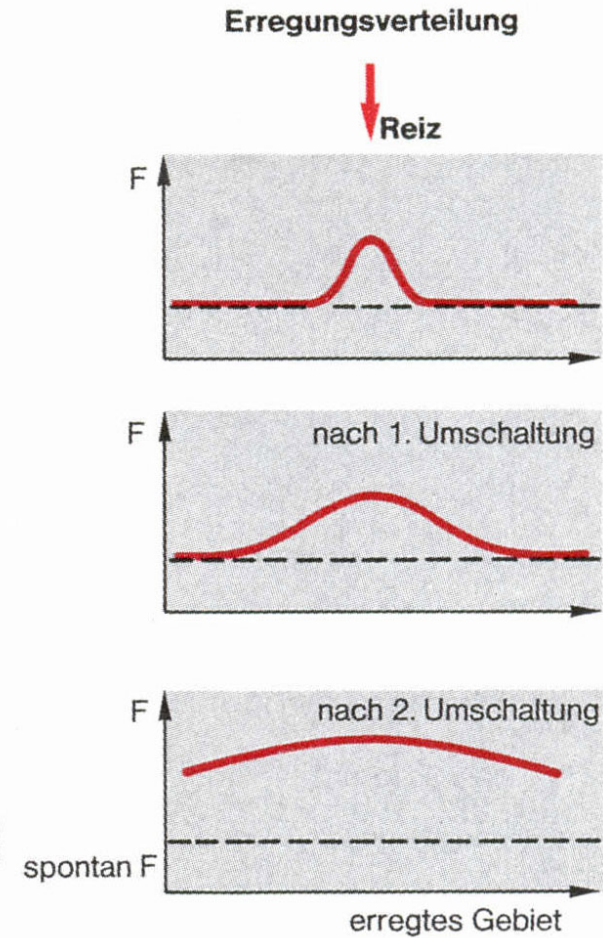 Erregungsverteilung
Reiz
F
F
nach 1. Umschaltung
F
nach 2. Umschaltung
spontan F
erregtes Gebiet